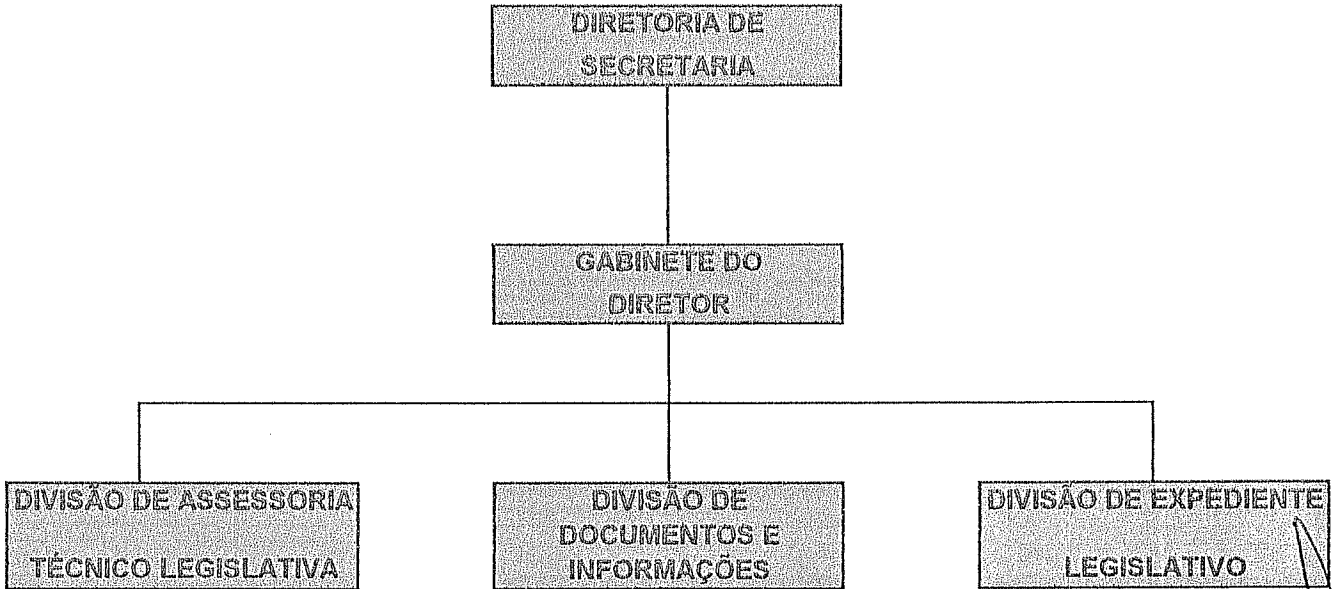 DIRETORIA DE
SECRETARIA
GABINETE DO
DIRETOR
DIVISÃO DE ASSESSORIA
TÉCNICO LEGISLATIVA
DIVISÃO DE
DOCUMENTOS E
INFORMAÇÕES
DIVISÃO DE EXPEDIENTE
LEGISLATIVO